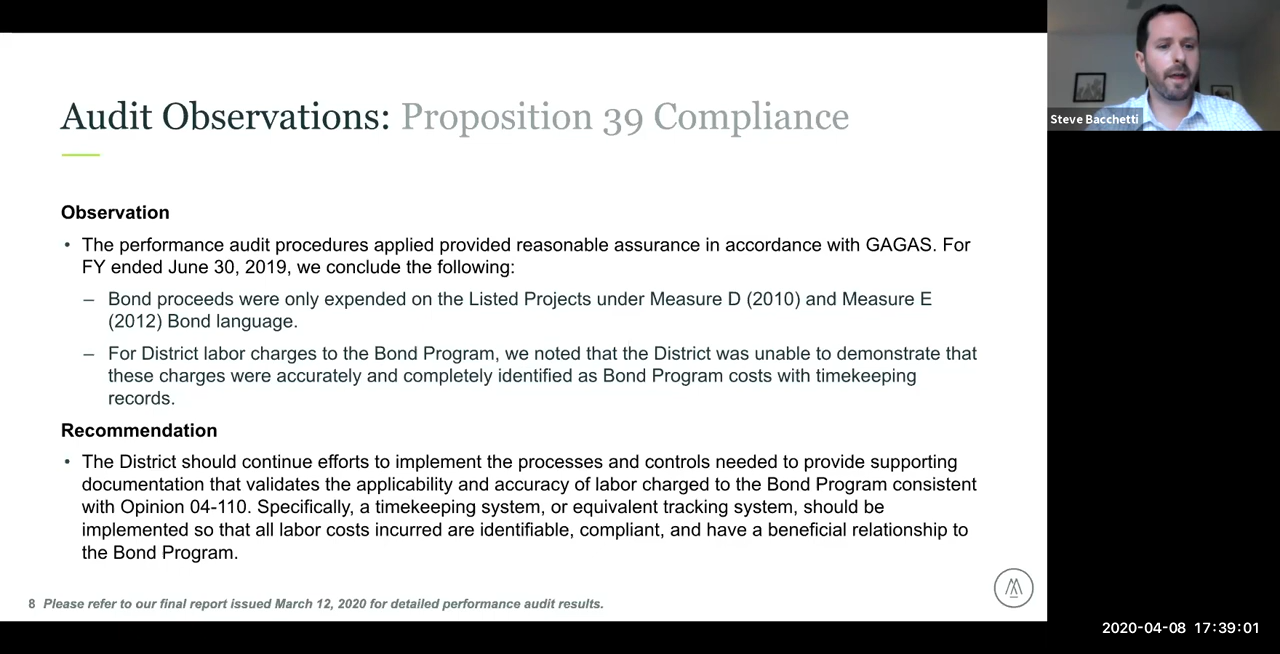 Audit Observations: Proposition 39 Compliance
Steve Bacchetti
Observation
• The performance audit procedures applied provided reasonable assurance in accordance with GAGAS. For
FY ended June 30, 2019, we conclude the following:
– Bond proceeds were only expended on the Listed Projects under Measure D (2010) and Measure E
(2012) Bond language.
– For District labor charges to the Bond Program, we noted that the District was unable to demonstrate that
these charges were accurately and completely identified as Bond Program costs with timekeeping
records.
Recommendation
• The District should continue efforts to implement the processes and controls needed to provide supporting
documentation that validates the applicability and accuracy of labor charged to the Bond Program consistent
with Opinion 04-110. Specifically, a timekeeping system, or equivalent tracking system, should be
implemented so that all labor costs incurred are identifiable, compliant, and have a beneficial relationship to
the Bond Program.
8 Please refer to our final report issued March 12, 2020 for detailed performance audit results.
2020-04-08 17:39:01